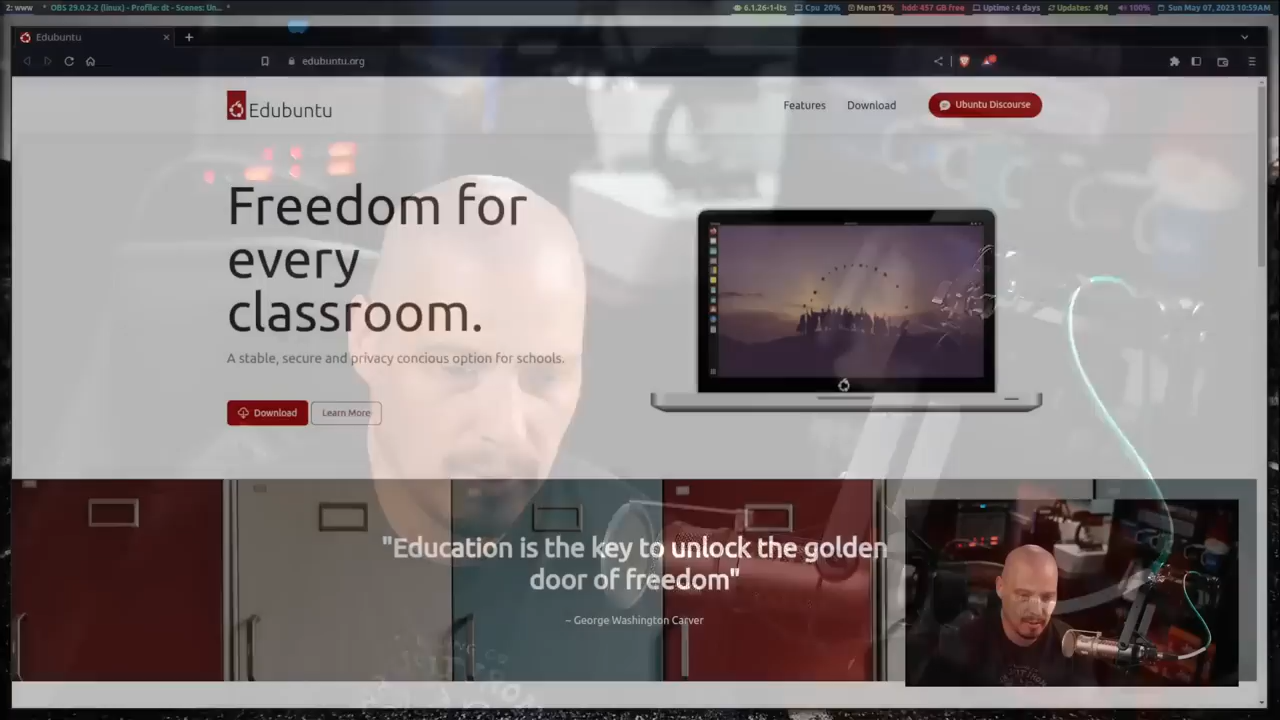 2: www * OBS 29.0.2-2 (linux) - Profile: dt - Scenes: Un... * 6.1.26-1-lts Cpu 20% Mem 12% hdd: 457 GB free Uptime : 4 days Updates: 494 100% Sun May 07, 2023 10:59AM
Edubuntu
edubuntu.org
Edubuntu Features Download Ubuntu Discourse
Freedom for
every
classroom.
A stable, secure and privacy concious option for schools.
Download Learn More
"Education is the key to unlock the golden
door of freedom"
– George Washington Carver